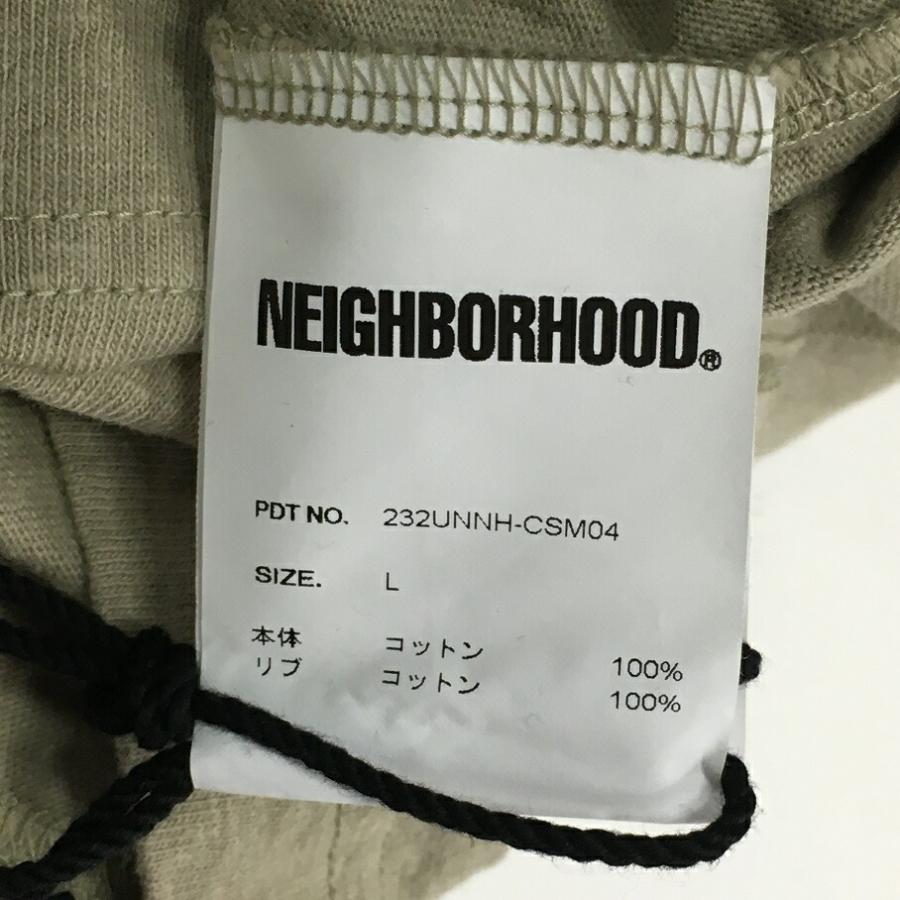 NEIGHBORHOOD®
PDT NO. 232UNNH-CSM04
SIZE. L
本体 コットン 100%
リブ コットン 100%